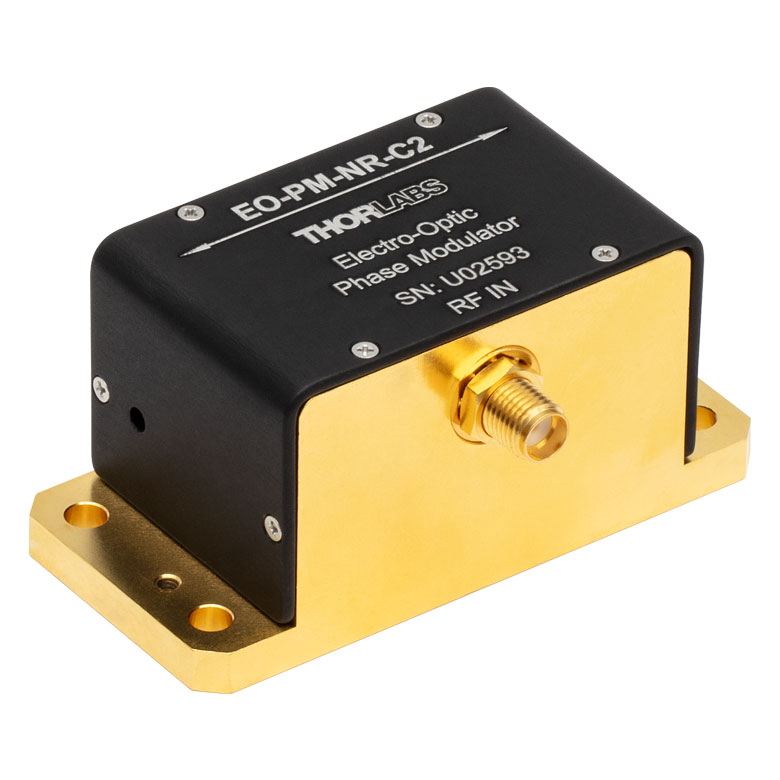 EO-PM-NR-C2
THORLABS
Electro-Optic
Phase Modulator
SN: U02593
RF IN